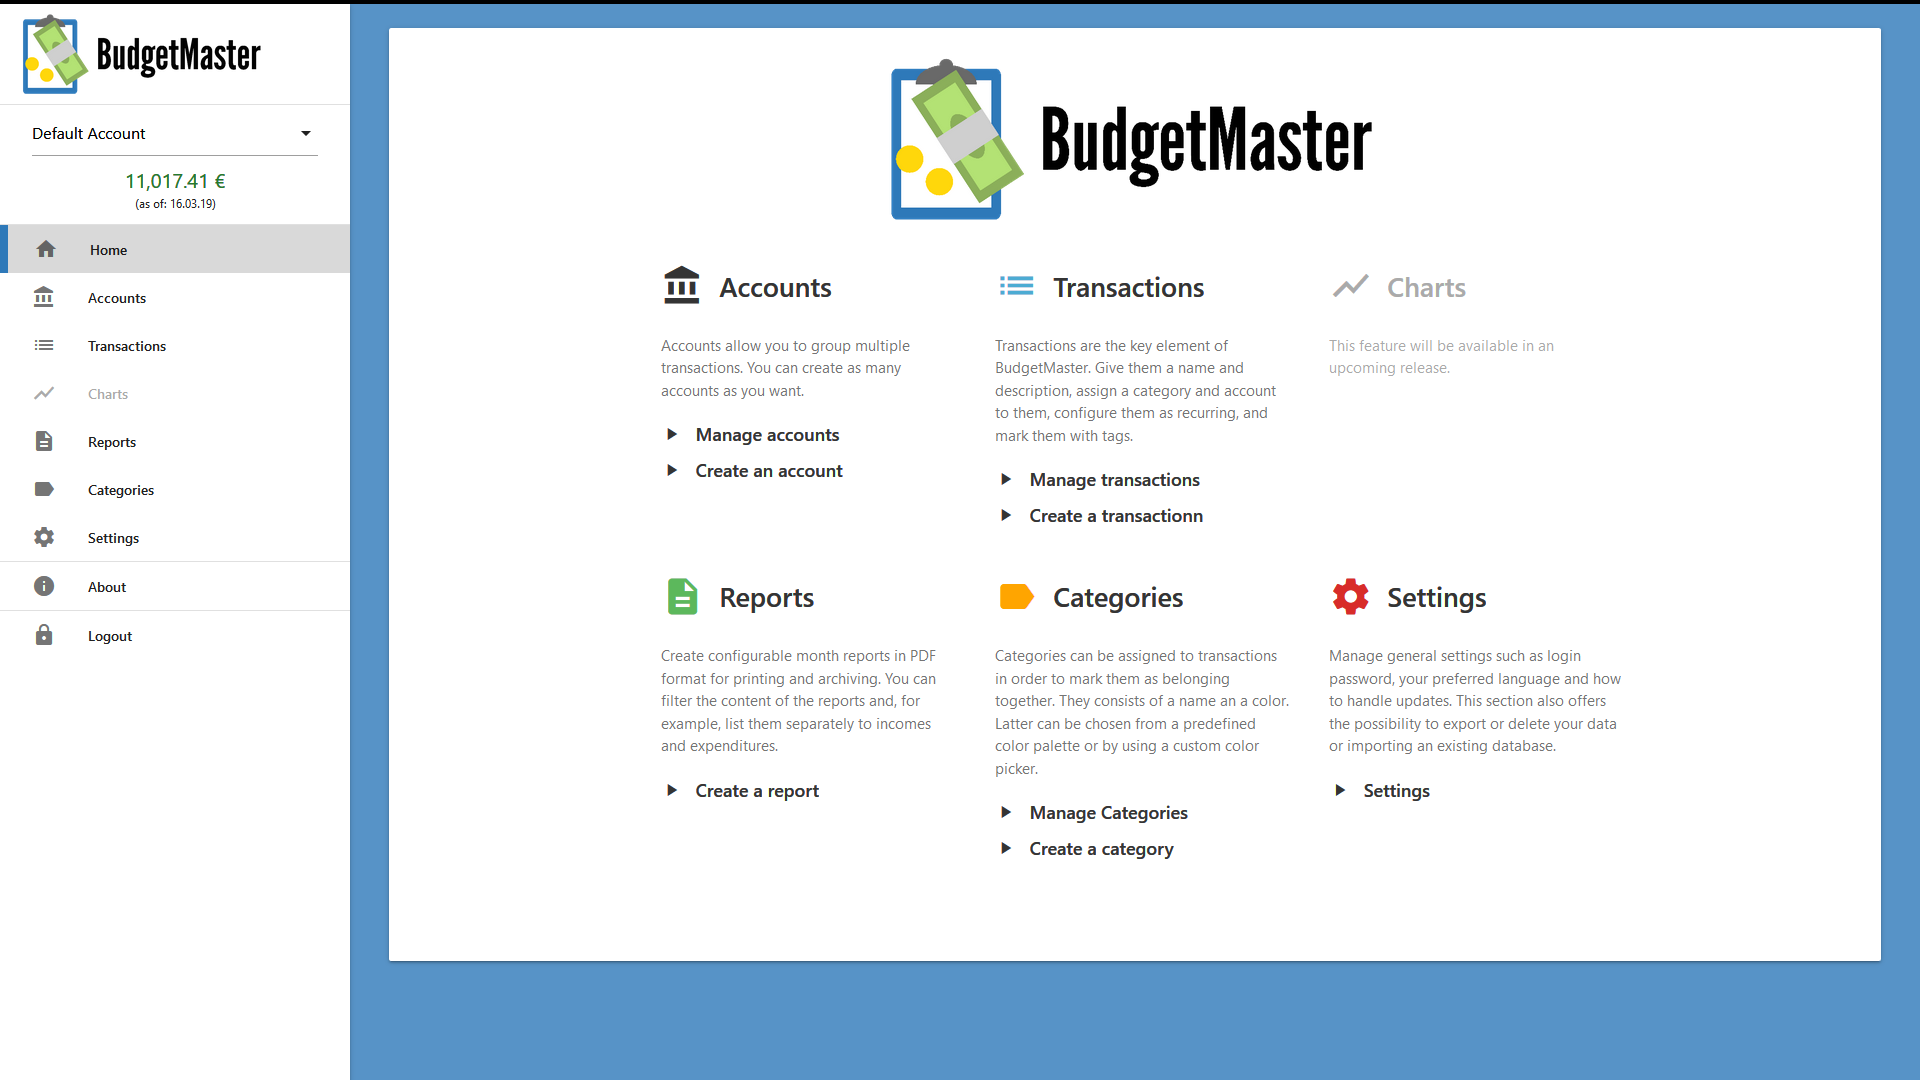 BudgetMaster
Default Account
11,017.41 €
(as of: 16.03.19)
Home
Accounts
Transactions
Charts
Reports
Categories
Settings
About
Logout
BudgetMaster
Accounts
Accounts allow you to group multiple
transactions. You can create as many
accounts as you want.
Manage accounts
Create an account
Transactions
Transactions are the key element of
BudgetMaster. Give them a name and
description, assign a category and account
to them, configure them as recurring, and
mark them with tags.
Manage transactions
Create a transactionn
Charts
This feature will be available in an
upcoming release.
Reports
Create configurable month reports in PDF
format for printing and archiving. You can
filter the content of the reports and, for
example, list them separately to incomes
and expenditures.
Create a report
Categories
Categories can be assigned to transactions
in order to mark them as belonging
together. They consists of a name an a color.
Latter can be chosen from a predefined
color palette or by using a custom color
picker.
Manage Categories
Create a category
Settings
Manage general settings such as login
password, your preferred language and how
to handle updates. This section also offers
the possibility to export or delete your data
or importing an existing database.
Settings